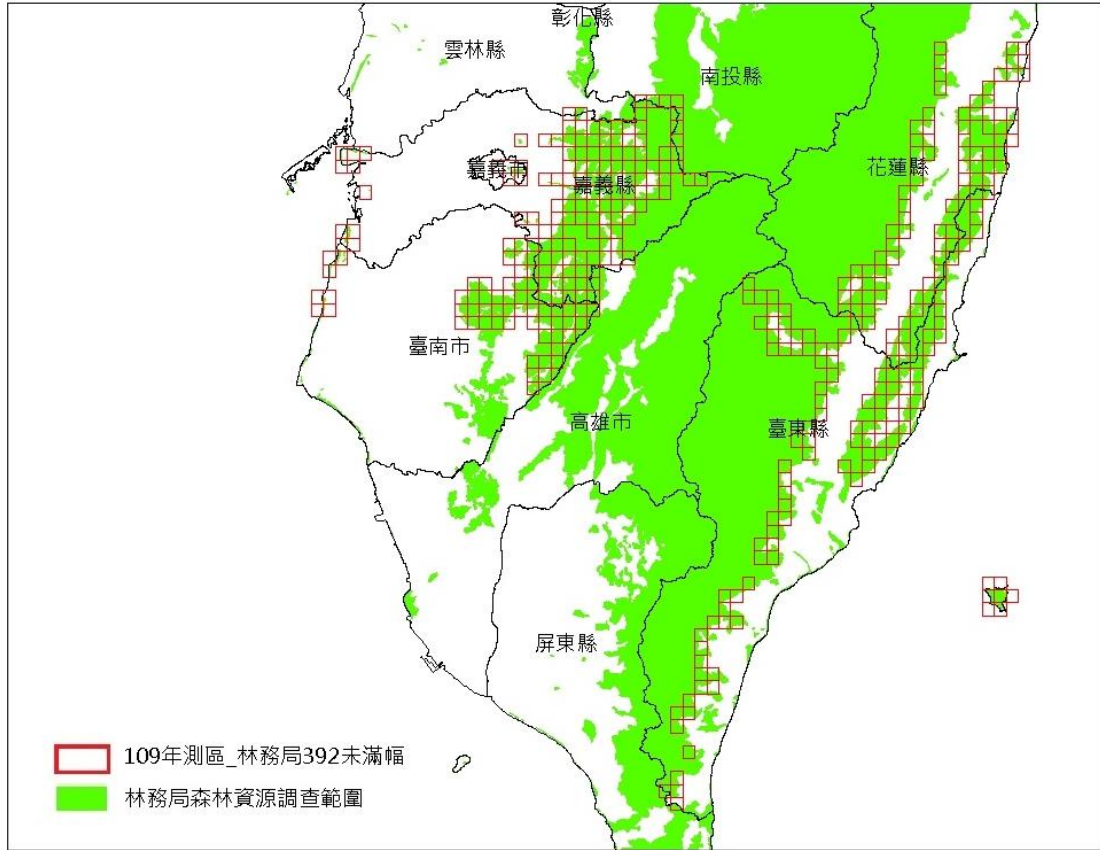 彰化縣
雲林縣
南投縣
花蓮縣
嘉義市
嘉義縣
臺南市
高雄市
臺東縣
屏東縣
109年測區_林務局392未滿幅
林務局森林資源調查範圍